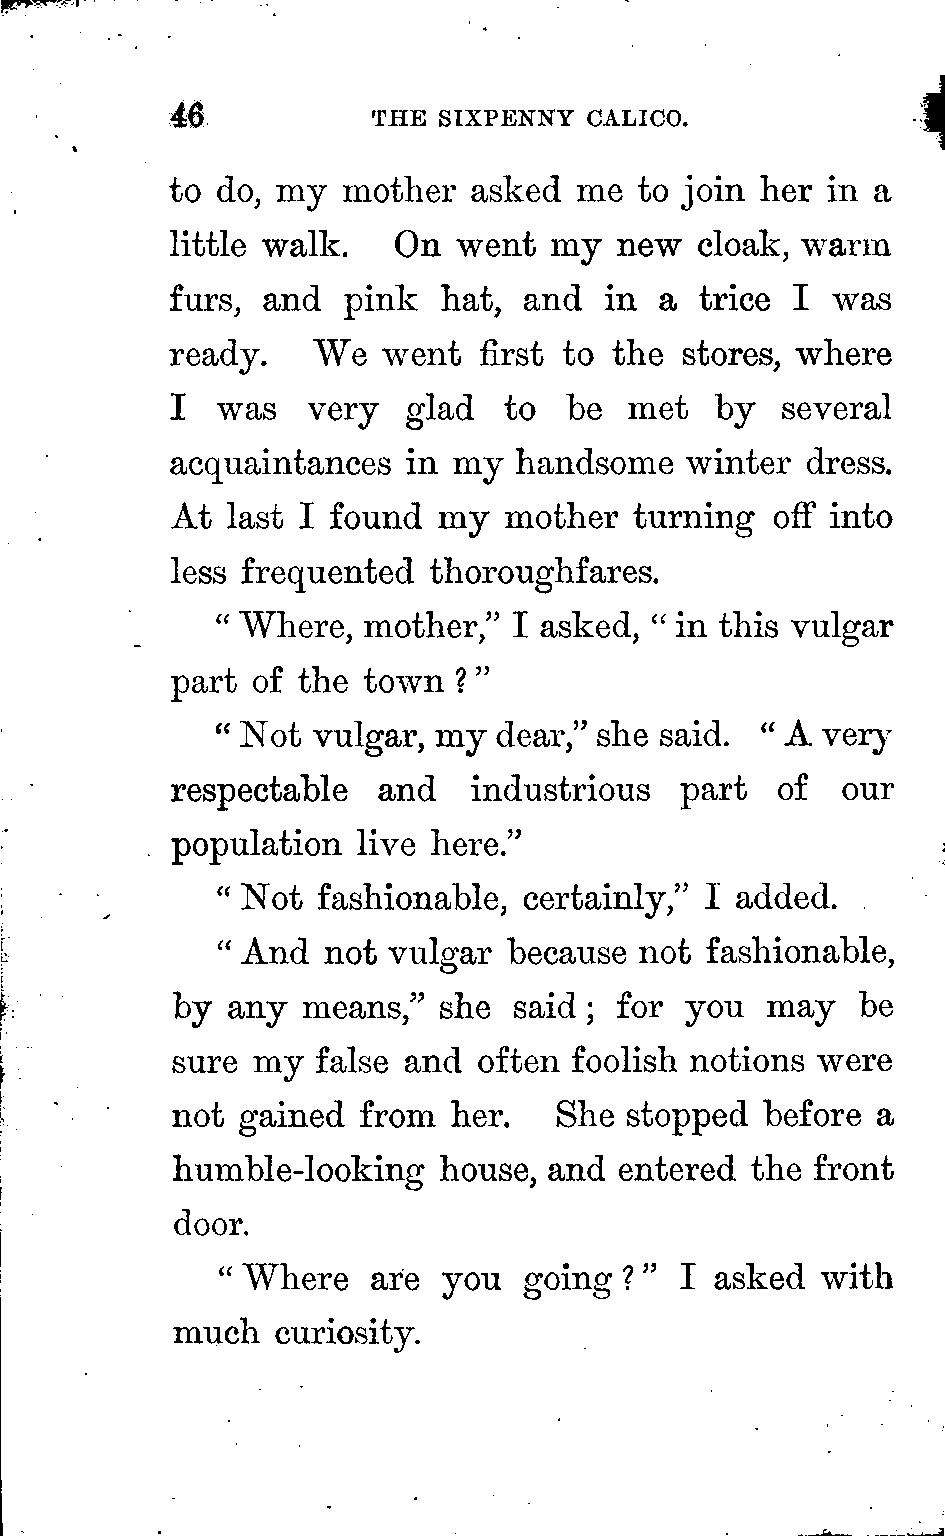 46 THE SIXPENNY CALICO.
to do, my mother asked me to join her in a
little walk. On went my new cloak, warm
furs, and pink hat, and in a trice I was
ready. We went first to the stores, where
I was very glad to be met by several
acquaintances in my handsome winter dress.
At last I found my mother turning off into
less frequented thoroughfares.
“Where, mother,” I asked, “in this vulgar
part of the town?”
“Not vulgar, my dear,” she said. “A very
respectable and industrious part of our
population live here.”
“Not fashionable, certainly,” I added.
“And not vulgar because not fashionable,
by any means,” she said; for you may be
sure my false and often foolish notions were
not gained from her. She stopped before a
humble-looking house, and entered the front
door.
“Where are you going?” I asked with
much curiosity.